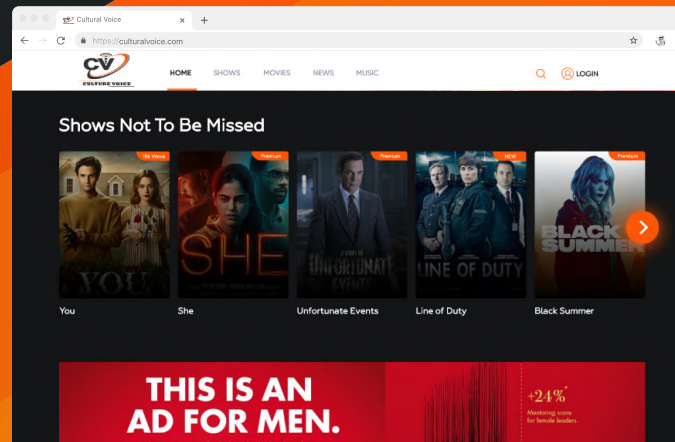 Cultural Voice
https://culturalvoice.com
CV
CULTURE VOICE
HOME
SHOWS
MOVIES
NEWS
MUSIC
LOGIN
Shows Not To Be Missed
Premium
Premium
NEW
Premium
YOU
SHE
A SERIES OF
UNFORTUNATE
EVENTS
LINE OF DUTY
BLACK
SUMMER
You
She
Unfortunate Events
Line of Duty
Black Summer
THIS IS AN
AD FOR MEN.
+24%*
Mentoring score
for female leaders.